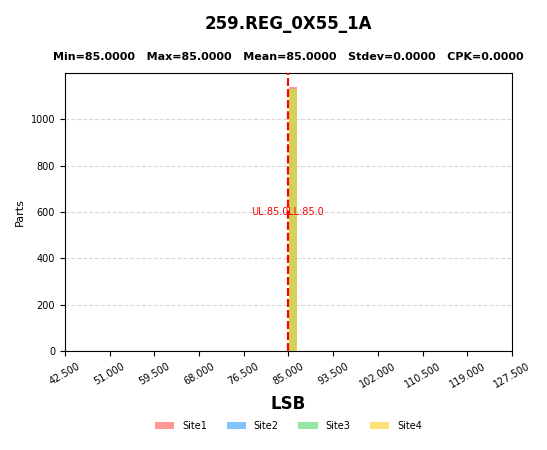 259.REG_0X55_1A
Min=85.0000 Max=85.0000 Mean=85.0000 Stdev=0.0000 CPK=0.0000
1000
800
600
400
200
0
Parts
UL:85.0
LL:85.0
42.500 51.000 59.500 68.000 76.500 85.000 93.500 102.000 110.500 119.000 127.500
LSB
Site1 Site2 Site3 Site4